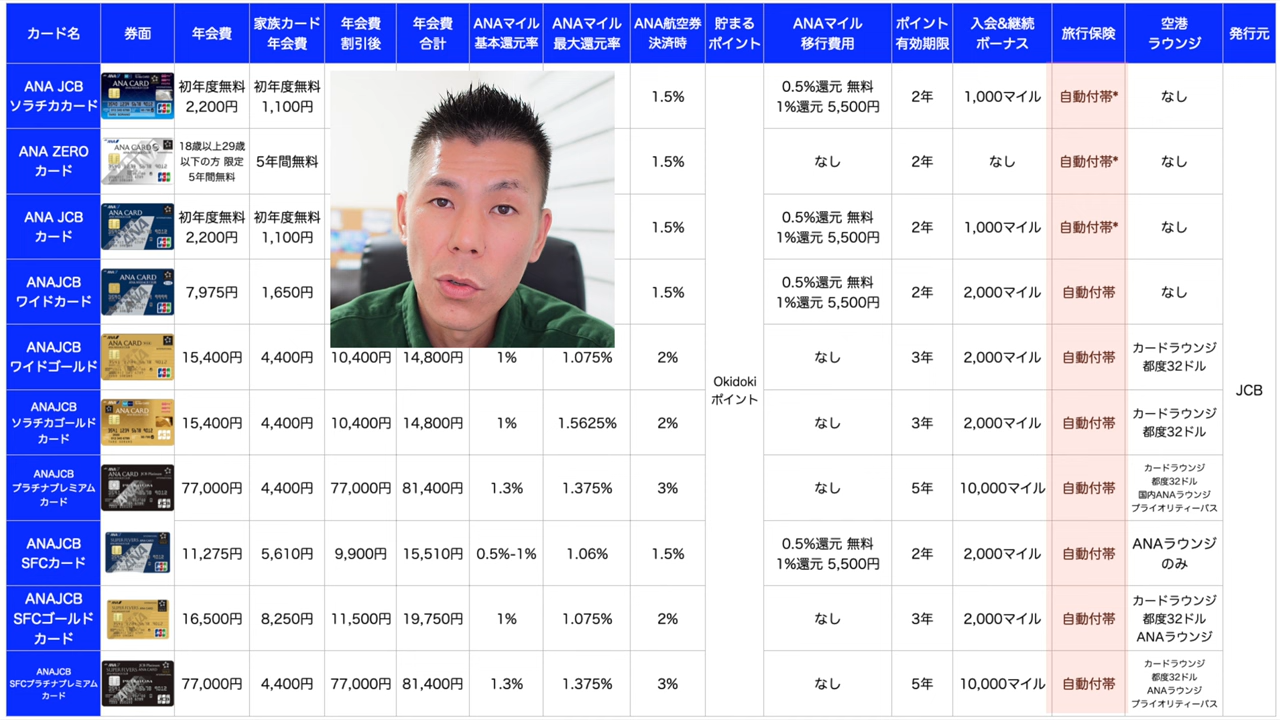 カード名
券面
年会費
家族カード
年会費
年会費
割引後
年会費
合計
ANAマイル
基本還元率
ANAマイル
最大還元率
ANA航空券
決済時
貯まる
ポイント
ANAマイル
移行費用
ポイント
有効期限
入会&継続
ボーナス
旅行保険
空港
ラウンジ
発行元
ANA JCB
ソラチカカード
初年度無料
2,200円
初年度無料
1,100円
1.5%
0.5%還元 無料
1%還元 5,500円
2年
1,000マイル
自動付帯*
なし
ANA ZERO
カード
18歳以上29歳
以下の方 限定
5年間無料
5年間無料
1.5%
なし
2年
なし
自動付帯*
なし
ANA JCB
カード
初年度無料
2,200円
初年度無料
1,100円
1.5%
0.5%還元 無料
1%還元 5,500円
2年
1,000マイル
自動付帯*
なし
ANAJCB
ワイドカード
7,975円
1,650円
1.5%
0.5%還元 無料
1%還元 5,500円
2年
2,000マイル
自動付帯
なし
ANAJCB
ワイドゴールド
15,400円
4,400円
10,400円
14,800円
1%
1.075%
2%
なし
3年
2,000マイル
自動付帯
カードラウンジ
都度32ドル
Okidoki
ポイント
JCB
ANAJCB
ソラチカゴールド
カード
15,400円
4,400円
10,400円
14,800円
1%
1.5625%
2%
なし
3年
2,000マイル
自動付帯
カードラウンジ
都度32ドル
ANAJCB
プラチナプレミアム
カード
77,000円
4,400円
77,000円
81,400円
1.3%
1.375%
3%
なし
5年
10,000マイル
自動付帯
カードラウンジ
都度32ドル
国内ANAラウンジ
プライオリティーパス
ANAJCB
SFCカード
11,275円
5,610円
9,900円
15,510円
0.5%-1%
1.06%
1.5%
0.5%還元 無料
1%還元 5,500円
2年
2,000マイル
自動付帯
ANAラウンジ
のみ
ANAJCB
SFCゴールド
カード
16,500円
8,250円
11,500円
19,750円
1%
1.075%
2%
なし
3年
2,000マイル
自動付帯
カードラウンジ
都度32ドル
ANAラウンジ
ANAJCB
SFCプラチナプレミアム
カード
77,000円
4,400円
77,000円
81,400円
1.3%
1.375%
3%
なし
5年
10,000マイル
自動付帯
カードラウンジ
都度32ドル
ANAラウンジ
プライオリティーパス